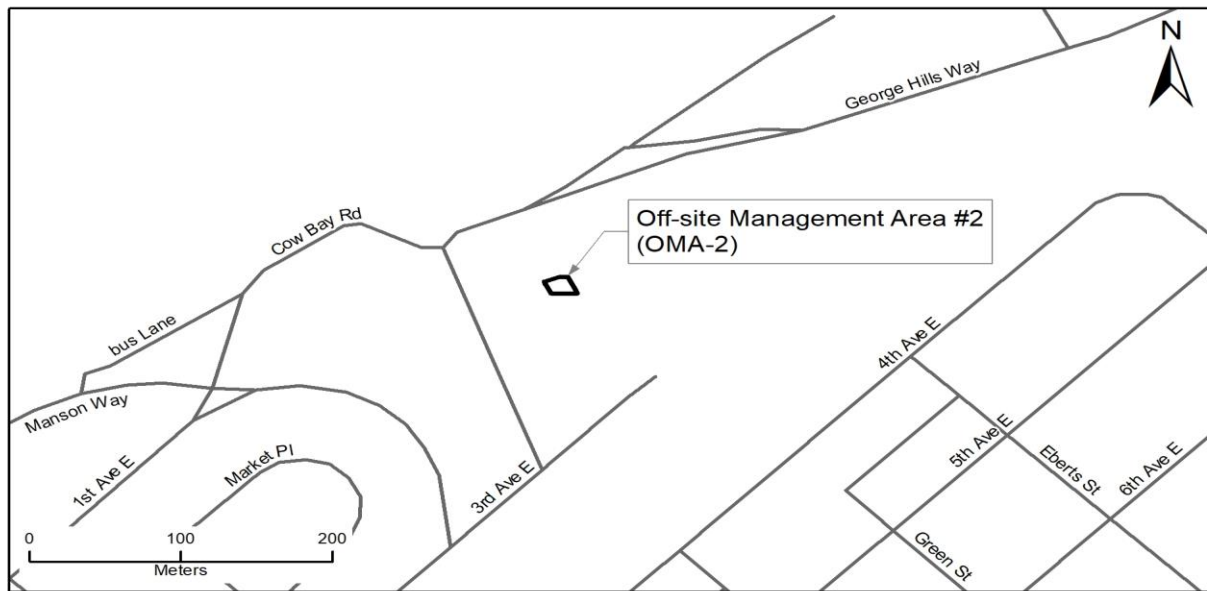 N
George Hills Way
Cow Bay Rd
Off-site Management Area #2
(OMA-2)
bus Lane
4th Ave E
Manson Way
5th Ave E
Eberts St
6th Ave E
1st Ave E
Market Pl
3rd Ave E
Green St
0 100 200
Meters